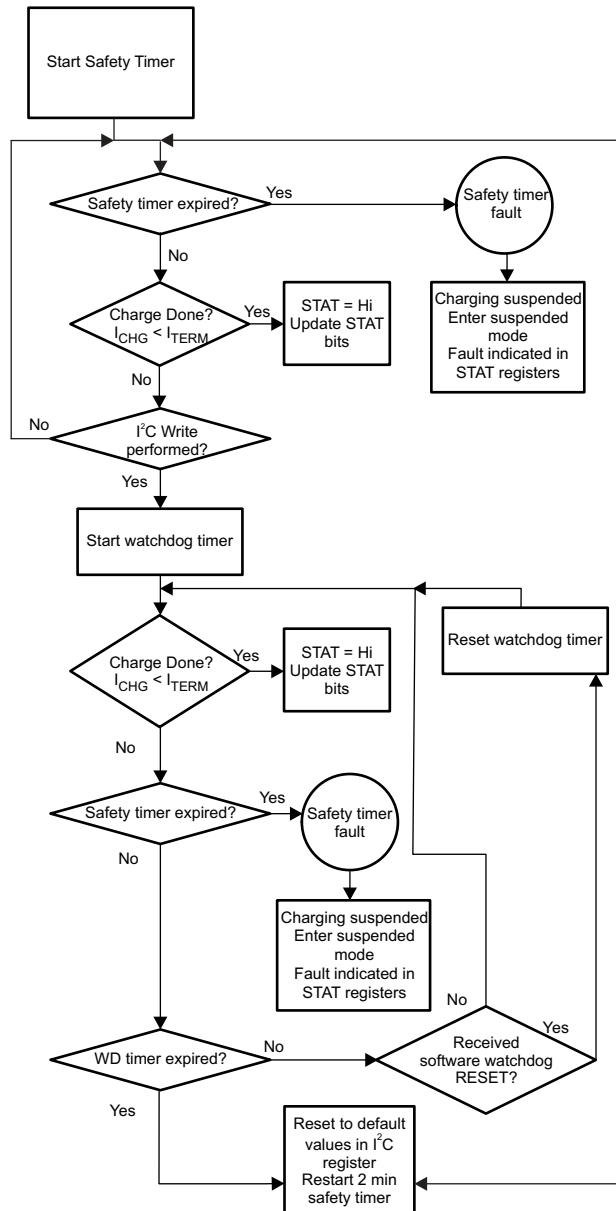 Start Safety Timer
Safety timer expired?
Yes
Safety timer
fault
No
Charging suspended
Enter suspended
mode
Fault indicated in
STAT registers
Charge Done?
I_CHG < I_TERM
Yes
STAT = Hi
Update STAT
bits
No
No
I²C Write
performed?
Yes
Start watchdog timer
Reset watchdog timer
Charge Done?
I_CHG < I_TERM
Yes
STAT = Hi
Update STAT
bits
No
Safety timer expired?
Yes
Safety timer
fault
No
Charging suspended
Enter suspended
mode
Fault indicated in
STAT registers
WD timer expired?
No
No
Received
software watchdog
RESET?
Yes
Yes
Reset to default
values in I²C
register
Restart 2 min
safety timer